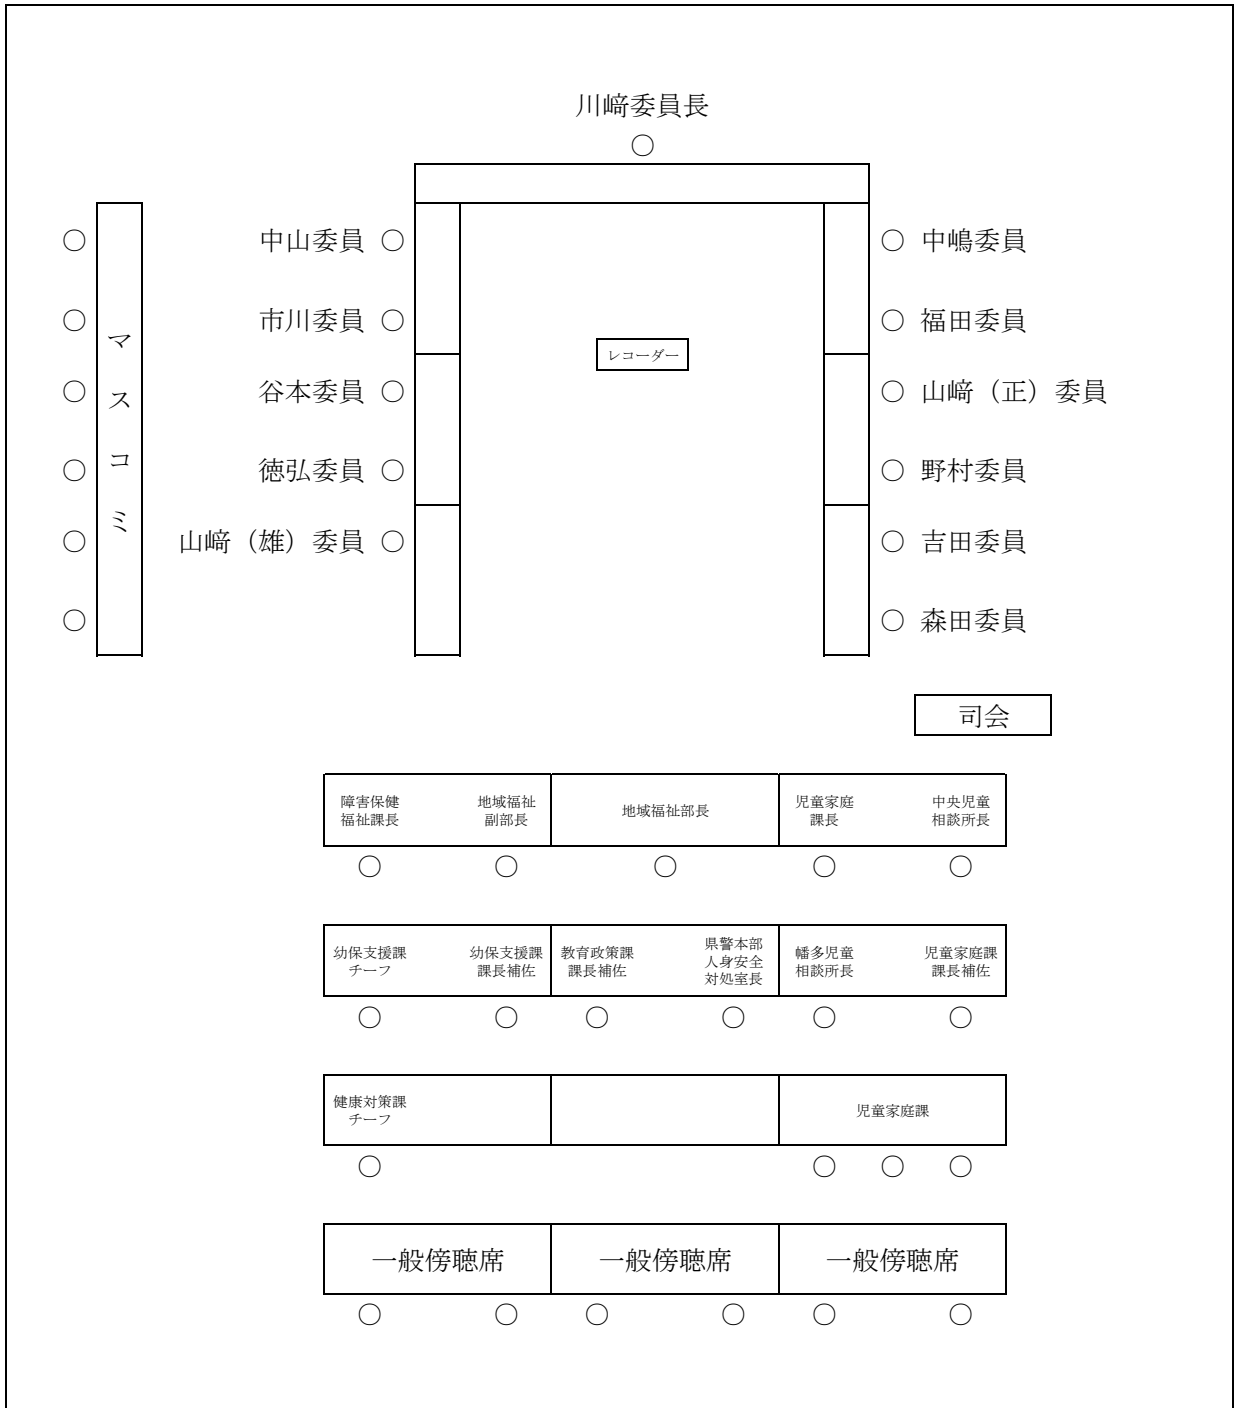 川﨑委員長
○
○ 中山委員 ○ ○ 中嶋委員
○ 市川委員 ○ ○ 福田委員
マスコミ
レコーダー
○ 谷本委員 ○ ○ 山﨑（正）委員
○ 徳弘委員 ○ ○ 野村委員
○ 山﨑（雄）委員 ○ ○ 吉田委員
○ ○ 森田委員
司会
障害保健
福祉課長
地域福祉
副部長
地域福祉部長
児童家庭
課長
中央児童
相談所長
○ ○ ○ ○ ○
幼保支援課
チーフ
幼保支援課
課長補佐
教育政策課
課長補佐
県警本部
人身安全
対処室長
幡多児童
相談所長
児童家庭課
課長補佐
○ ○ ○ ○ ○ ○
健康対策課
チーフ
児童家庭課
○ ○ ○ ○
一般傍聴席 一般傍聴席 一般傍聴席
○ ○ ○ ○ ○ ○